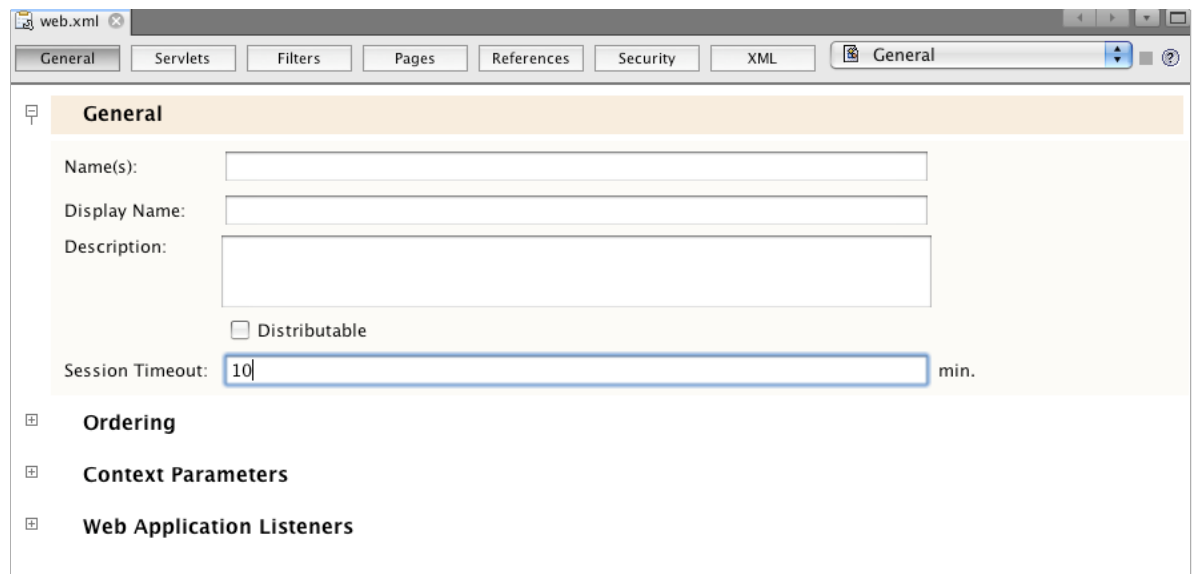 web.xml
General Servlets Filters Pages References Security XML General
General
Name(s):
Display Name:
Description:
Distributable
Session Timeout: 10 min.
Ordering
Context Parameters
Web Application Listeners